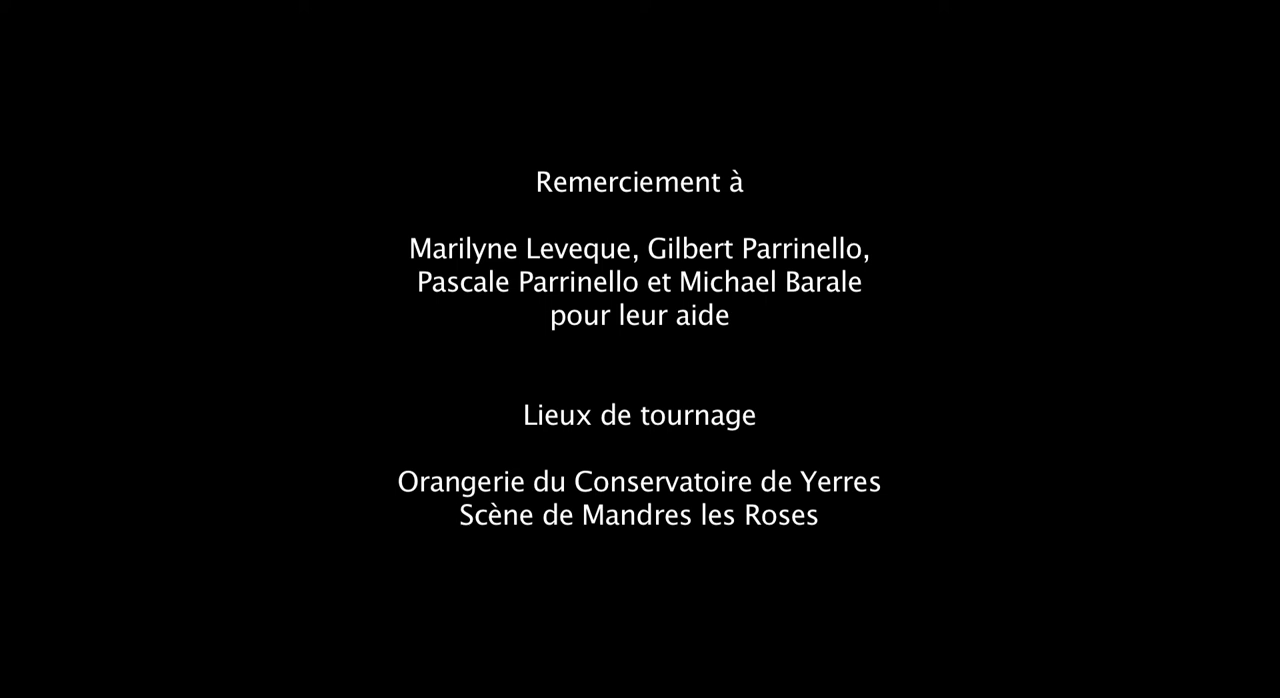 Remerciement à
Marilyne Leveque, Gilbert Parrinello,
Pascale Parrinello et Michael Barale
pour leur aide
Lieux de tournage
Orangerie du Conservatoire de Yerres
Scène de Mandres les Roses